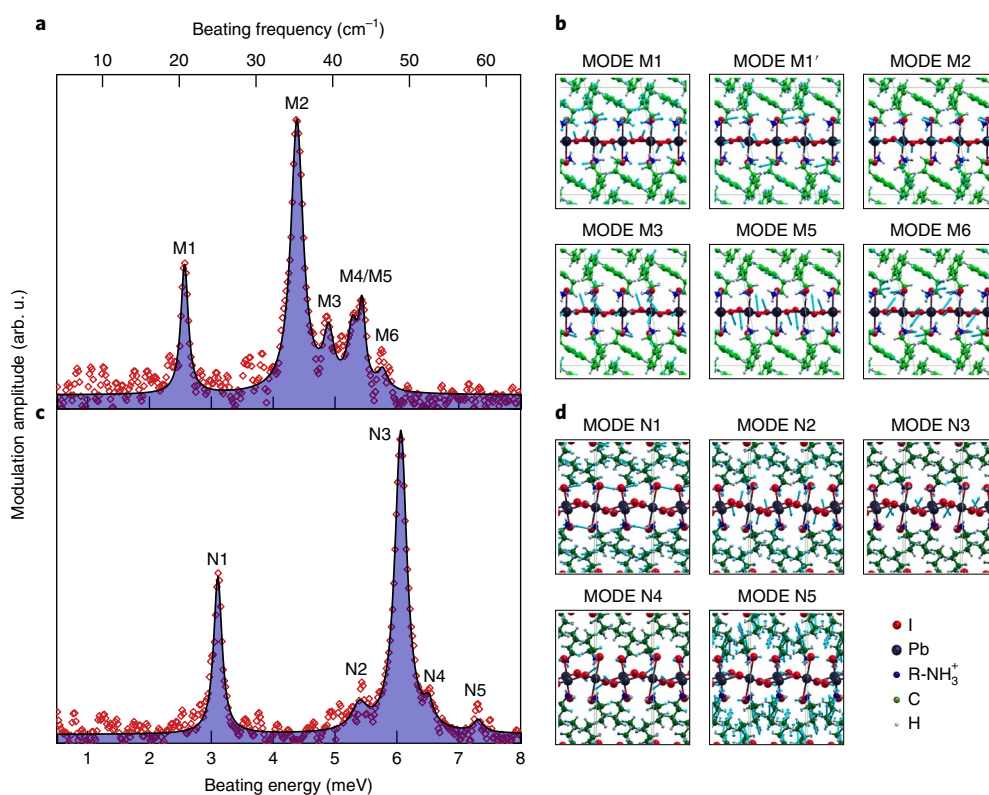 a
Beating frequency (cm⁻¹)
10 20 30 40 50 60
M1
M2
M3
M4/M5
M6
b
MODE M1 MODE M1′ MODE M2
MODE M3 MODE M5 MODE M6
Modulation amplitude (arb. u.)
c
N1
N2
N3
N4
N5
1 2 3 4 5 6 7 8
Beating energy (meV)
d
MODE N1 MODE N2 MODE N3
MODE N4 MODE N5
I
Pb
R-NH₃⁺
C
H